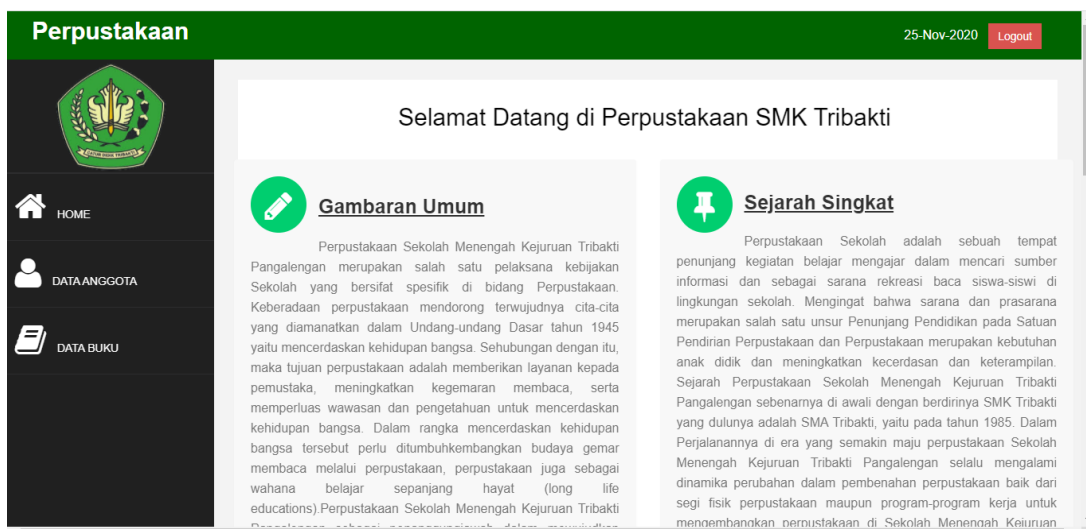 Perpustakaan
25-Nov-2020
Logout
HOME
DATA ANGGOTA
DATA BUKU
Selamat Datang di Perpustakaan SMK Tribakti
Gambaran Umum
Perpustakaan Sekolah Menengah Kejuruan Tribakti
Pangalengan merupakan salah satu pelaksana kebijakan
Sekolah yang bersifat spesifik di bidang Perpustakaan.
Keberadaan perpustakaan mendorong terwujudnya cita-cita
yang diamanatkan dalam Undang-undang Dasar tahun 1945
yaitu mencerdaskan kehidupan bangsa. Sehubungan dengan itu,
maka tujuan perpustakaan adalah memberikan layanan kepada
pemustaka, meningkatkan kegemaran membaca, serta
memperluas wawasan dan pengetahuan untuk mencerdaskan
kehidupan bangsa. Dalam rangka mencerdaskan kehidupan
bangsa tersebut perlu ditumbuhkembangkan budaya gemar
membaca melalui perpustakaan, perpustakaan juga sebagai
wahana belajar sepanjang hayat (long life
educations).Perpustakaan Sekolah Menengah Kejuruan Tribakti
Sejarah Singkat
Perpustakaan Sekolah adalah sebuah tempat
penunjang kegiatan belajar mengajar dalam mencari sumber
informasi dan sebagai sarana rekreasi baca siswa-siswi di
lingkungan sekolah. Mengingat bahwa sarana dan prasarana
merupakan salah satu unsur Penunjang Pendidikan pada Satuan
Pendirian Perpustakaan dan Perpustakaan merupakan kebutuhan
anak didik dan meningkatkan kecerdasan dan keterampilan.
Sejarah Perpustakaan Sekolah Menengah Kejuruan Tribakti
Pangalengan sebenarnya di awali dengan berdirinya SMK Tribakti
yang dulunya adalah SMA Tribakti, yaitu pada tahun 1985. Dalam
Perjalanannya di era yang semakin maju perpustakaan Sekolah
Menengah Kejuruan Tribakti Pangalengan selalu mengalami
dinamika perubahan dalam pembenahan perpustakaan baik dari
segi fisik perpustakaan maupun program-program kerja untuk
mengembangkan perpustakaan di Sekolah Menengah Kejuruan